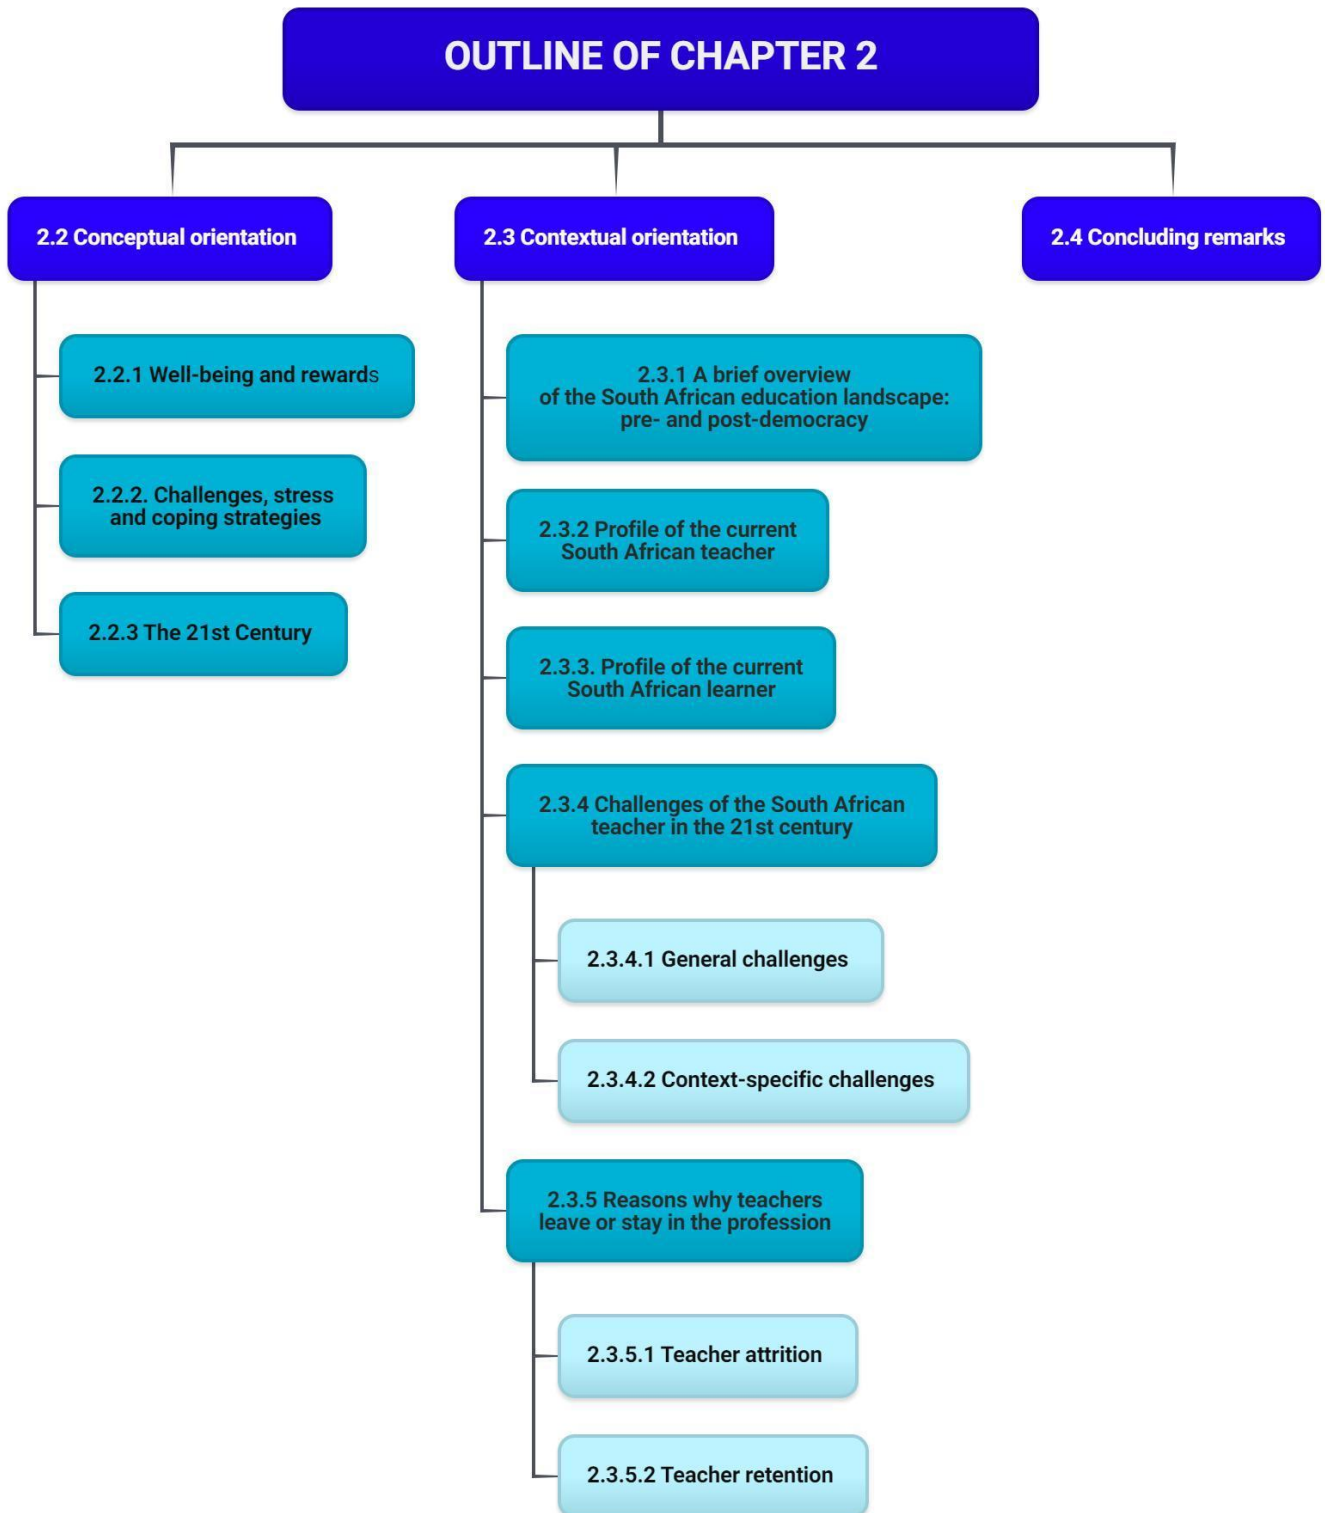 OUTLINE OF CHAPTER 2
2.2 Conceptual orientation
2.2.1 Well-being and rewards
2.2.2. Challenges, stress
and coping strategies
2.2.3 The 21st Century
2.3 Contextual orientation
2.3.1 A brief overview
of the South African education landscape:
pre- and post-democracy
2.3.2 Profile of the current
South African teacher
2.3.3. Profile of the current
South African learner
2.3.4 Challenges of the South African
teacher in the 21st century
2.3.4.1 General challenges
2.3.4.2 Context-specific challenges
2.3.5 Reasons why teachers
leave or stay in the profession
2.3.5.1 Teacher attrition
2.3.5.2 Teacher retention
2.4 Concluding remarks